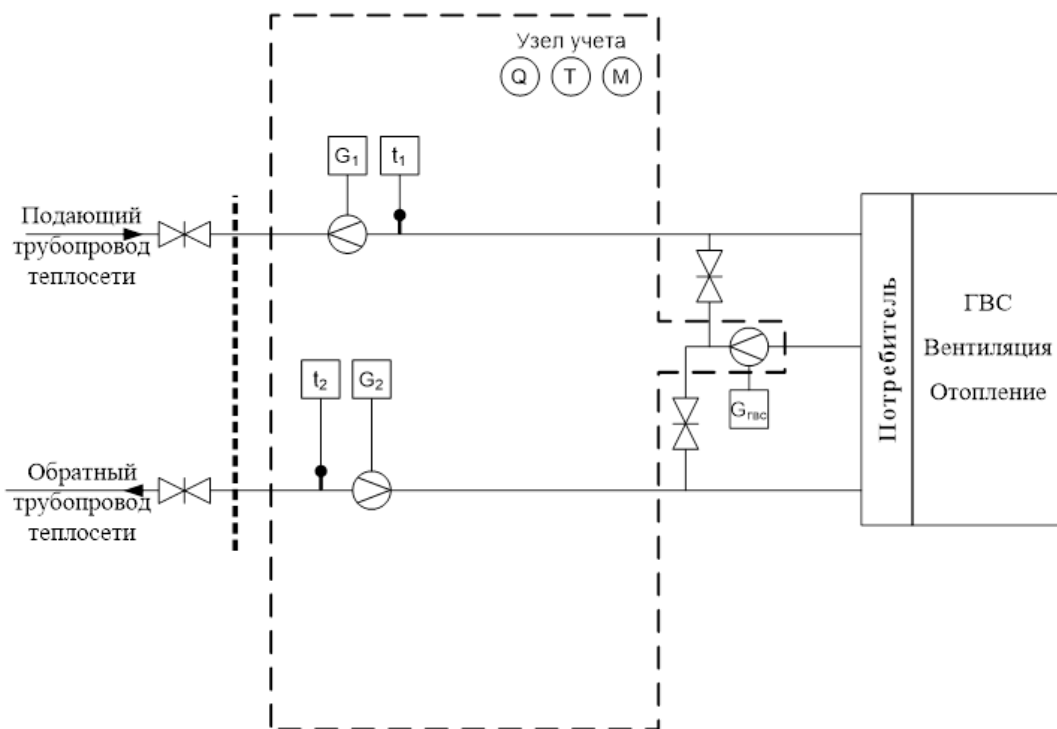 Узел учета
Q T M
G₁ t₁
Подающий
трубопровод
теплосети
t₂ G₂
Gгвс
Обратный
трубопровод
теплосети
Потребитель
ГВС
Вентиляция
Отопление